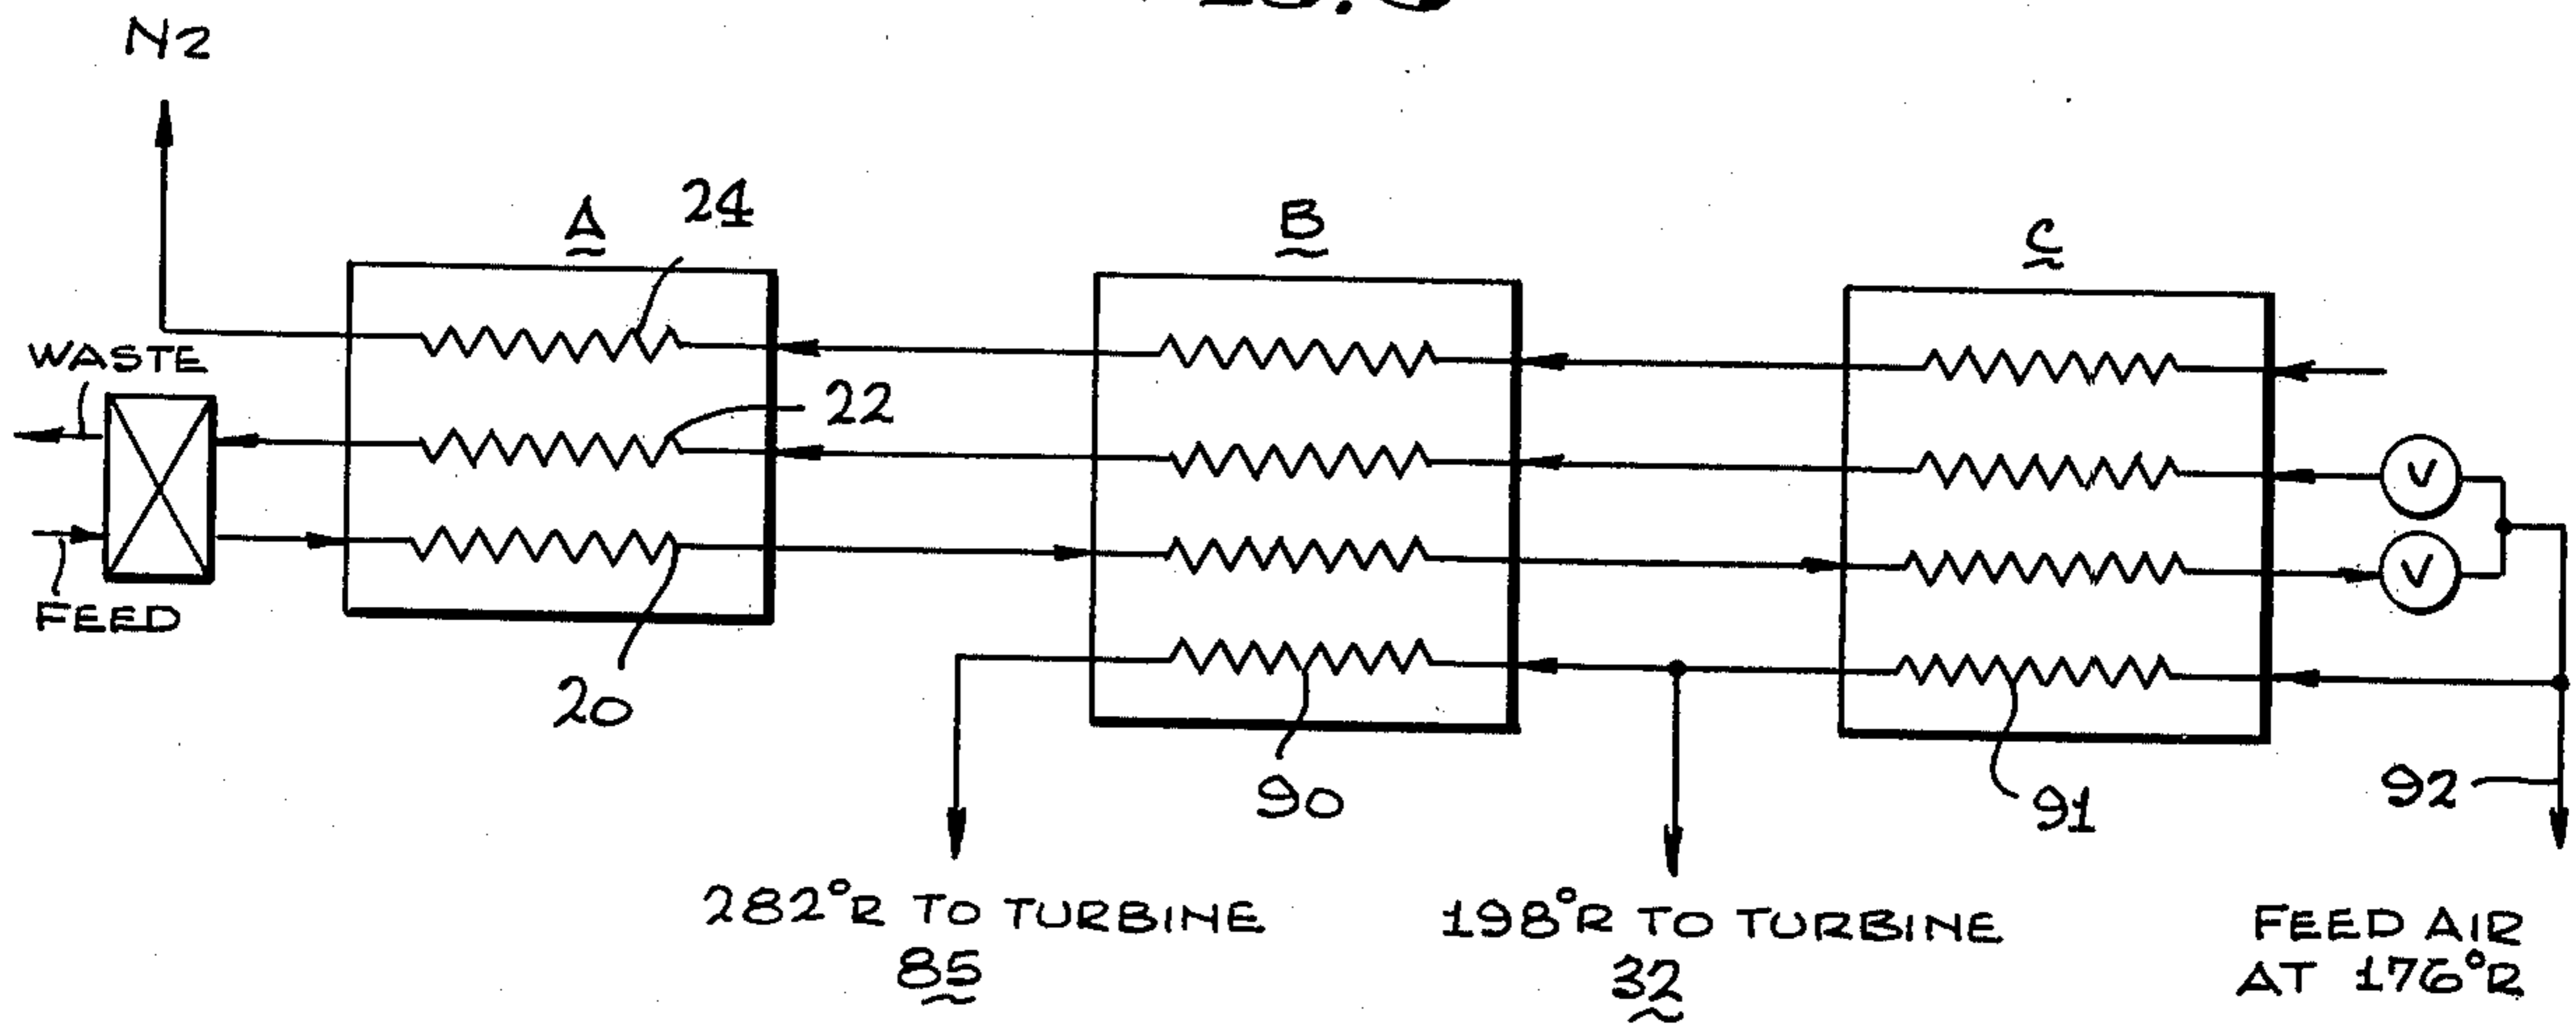 N2
A
24
B
C
WASTE
22
V
V
FEED
20
90
91
92
282°R TO TURBINE
85
198°R TO TURBINE
32
FEED AIR
AT 176°R